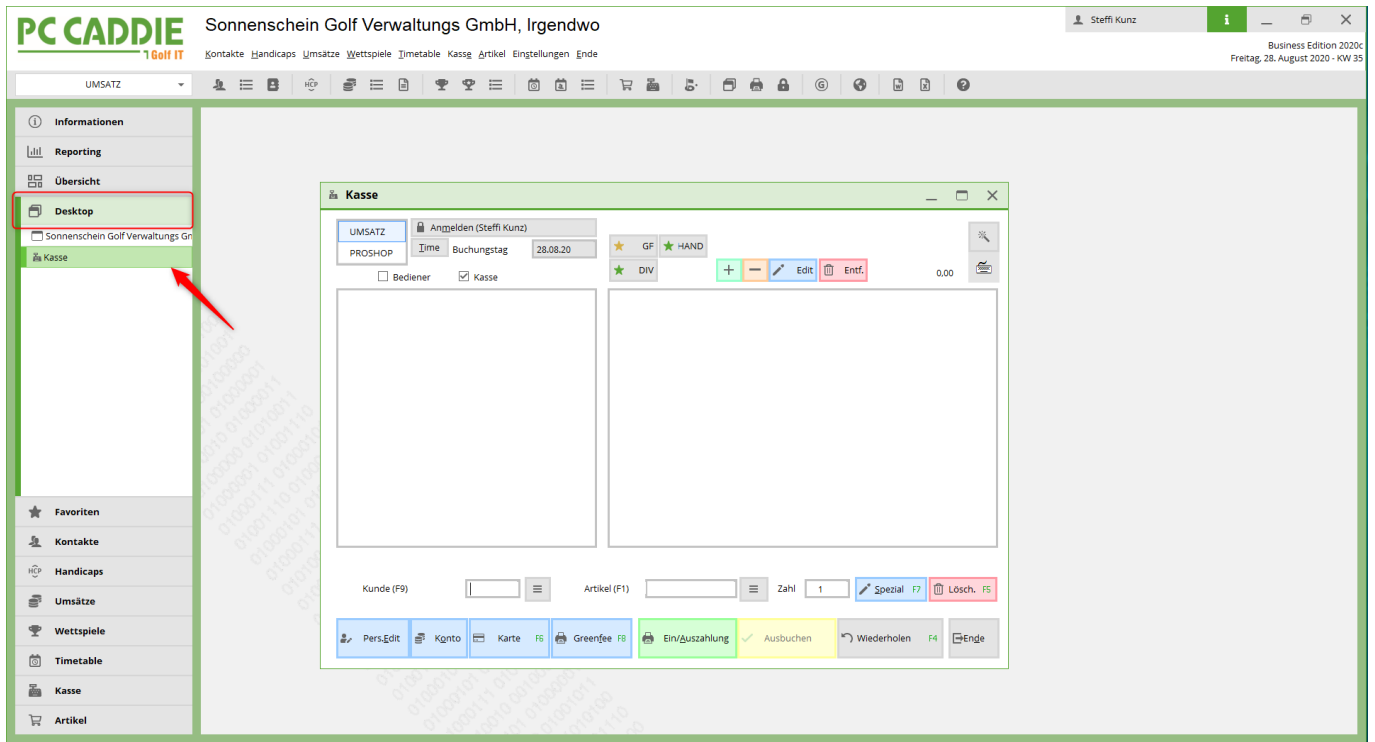 PC CADDIE
Golf IT
Sonnenschein Golf Verwaltungs GmbH, Irgendwo
Kontakte Handicaps Umsätze Wettspiele Timetable Kasse Artikel Einstellungen Ende
Steffi Kunz
i
Business Edition 2020c
Freitag, 28. August 2020 - KW 35
UMSATZ
HCP
G
W
X
?
Informationen
Reporting
Übersicht
Desktop
Sonnenschein Golf Verwaltungs Gm
Kasse
Favoriten
Kontakte
HCP Handicaps
Umsätze
Wettspiele
Timetable
Kasse
Artikel
Kasse
UMSATZ
PROSHOP
Anmelden (Steffi Kunz)
Time Buchungstag 28.08.20
Bediener Kasse
GF HAND
DIV
+ − Edit Entf.
0,00
Kunde (F9) Artikel (F1) Zahl 1 Spezial F7 Lösch. F5
Pers.Edit Konto Karte F6 Greenfee F8 Ein/Auszahlung Ausbuchen Wiederholen F4 Ende